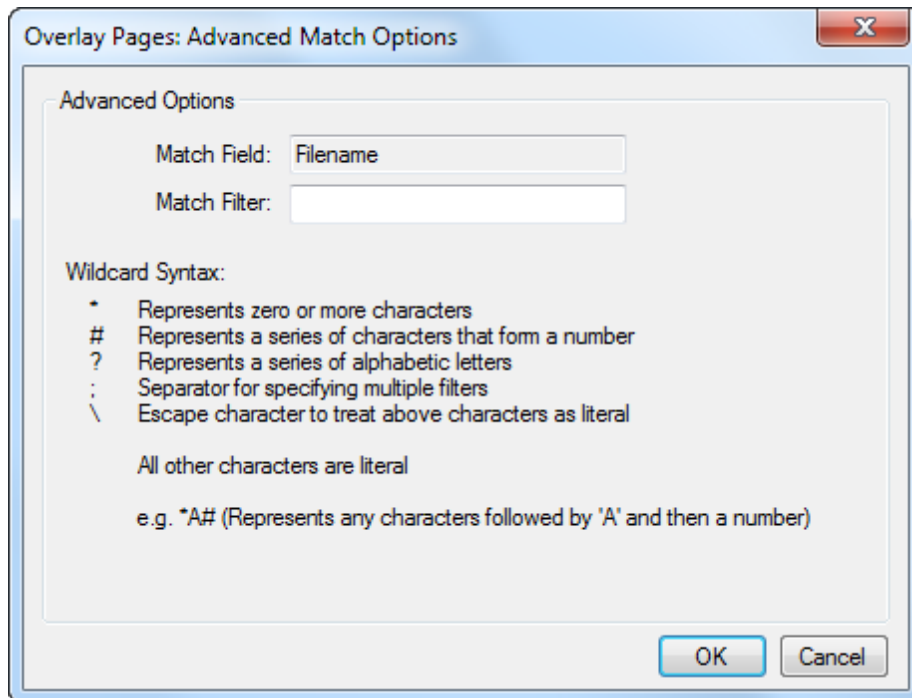 Overlay Pages: Advanced Match Options
Advanced Options
Match Field: Filename
Match Filter:
Wildcard Syntax:
* Represents zero or more characters
# Represents a series of characters that form a number
? Represents a series of alphabetic letters
; Separator for specifying multiple filters
\ Escape character to treat above characters as literal
All other characters are literal
e.g. *A# (Represents any characters followed by 'A' and then a number)
OK Cancel